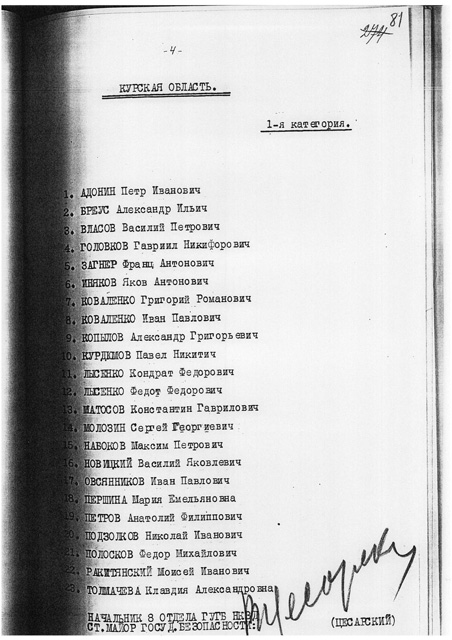 81
274
-4-
КУРСКАЯ ОБЛАСТЬ.
1-я категория.
1. АДОНИН Петр Иванович
2. БРЕУС Александр Ильич
3. ВЛАСОВ Василий Петрович
4. ГОЛОВКОВ Гавриил Никифорович
5. ЗАГНЕР Франц Антонович
6. ИНЯКОВ Яков Антонович
7. КОВАЛЕНКО Григорий Романович
8. КОВАЛЕНКО Иван Павлович
9. КОПЫЛОВ Александр Григорьевич
10. КУРДЮМОВ Павел Никитич
11. ЛЫСЕНКО Кондрат Федорович
12. ЛЫСЕНКО Федот Федорович
13. МАТОСОВ Константин Гаврилович
14. МОЛОЗИН Сергей Георгиевич
15. НАБОКОВ Максим Петрович
16. НОВИЦКИЙ Василий Яковлевич
17. ОВСЯННИКОВ Иван Павлович
18. ПЕРШИНА Мария Емельяновна
19. ПЕТРОВ Анатолий Филиппович
20. ПОДЗОЛКОВ Николай Иванович
21. ПОЛОСКОВ Федор Михайлович
22. РАКИТЯНСКИЙ Моисей Иванович
23. ТОЛМАЧЕВА Клавдия Александровна
НАЧАЛЬНИК 8 ОТДЕЛА ГУГБ НКВД
СТ.МАЙОР ГОСУД.БЕЗОПАСНОСТИ: (ЦЕСАРСКИЙ)